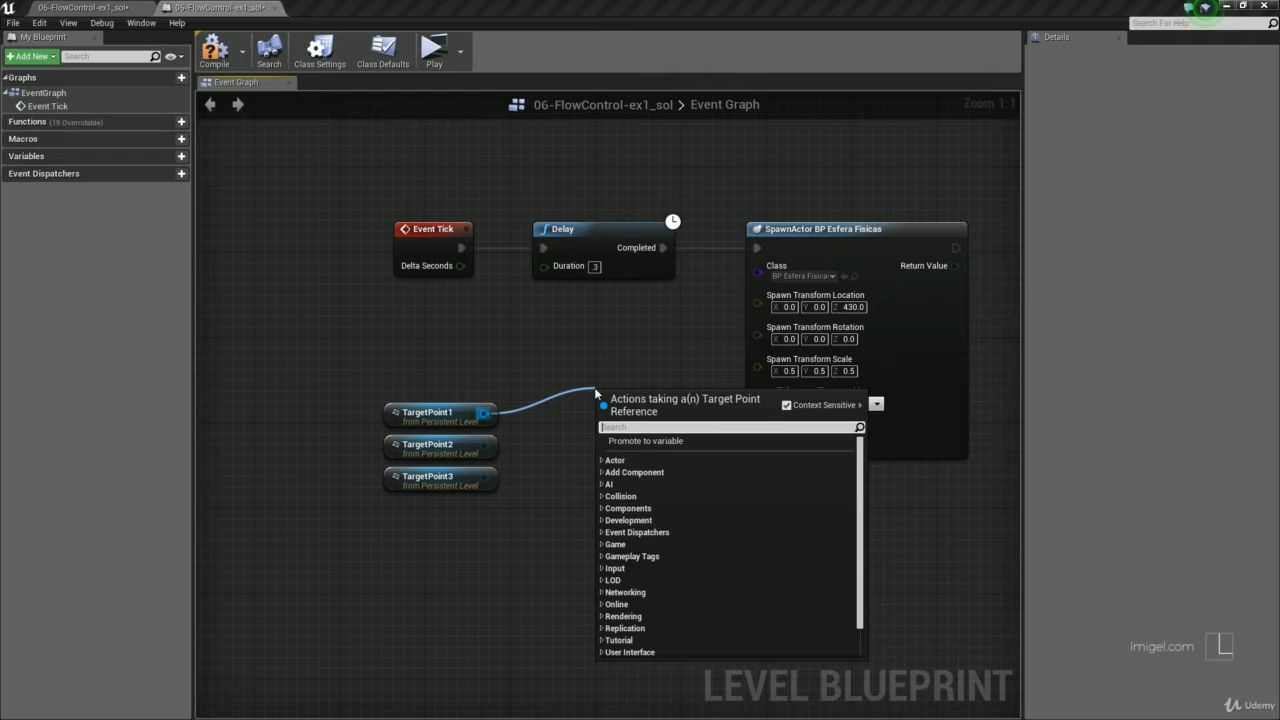 06-FlowControl-ex1_sol•
06-FlowControl-ex1_sol•
File Edit View Debug Window Help
Search For Help
My Blueprint
Add New
Search
Graphs
EventGraph
Event Tick
Functions (19 Overridable)
Macros
Variables
Event Dispatchers
Compile
Search
Class Settings
Class Defaults
Play
Details
Event Graph
06-FlowControl-ex1_sol > Event Graph
Zoom 1:1
Event Tick
Delta Seconds
Delay
Completed
Duration .3
SpawnActor BP Esfera Fisicas
Class
BP Esfera Fisicas
Return Value
Spawn Transform Location
X 0.0 Y 0.0 Z 430.0
Spawn Transform Rotation
X 0.0 Y 0.0 Z 0.0
Spawn Transform Scale
X 0.5 Y 0.5 Z 0.5
TargetPoint1
from Persistent Level
TargetPoint2
from Persistent Level
TargetPoint3
from Persistent Level
Actions taking a(n) Target Point
Reference
Context Sensitive
Search
Promote to variable
Actor
Add Component
AI
Collision
Components
Development
Event Dispatchers
Game
Gameplay Tags
Input
LOD
Networking
Online
Rendering
Replication
Tutorial
User Interface
LEVEL BLUEPRINT
lmigel.com
Udemy